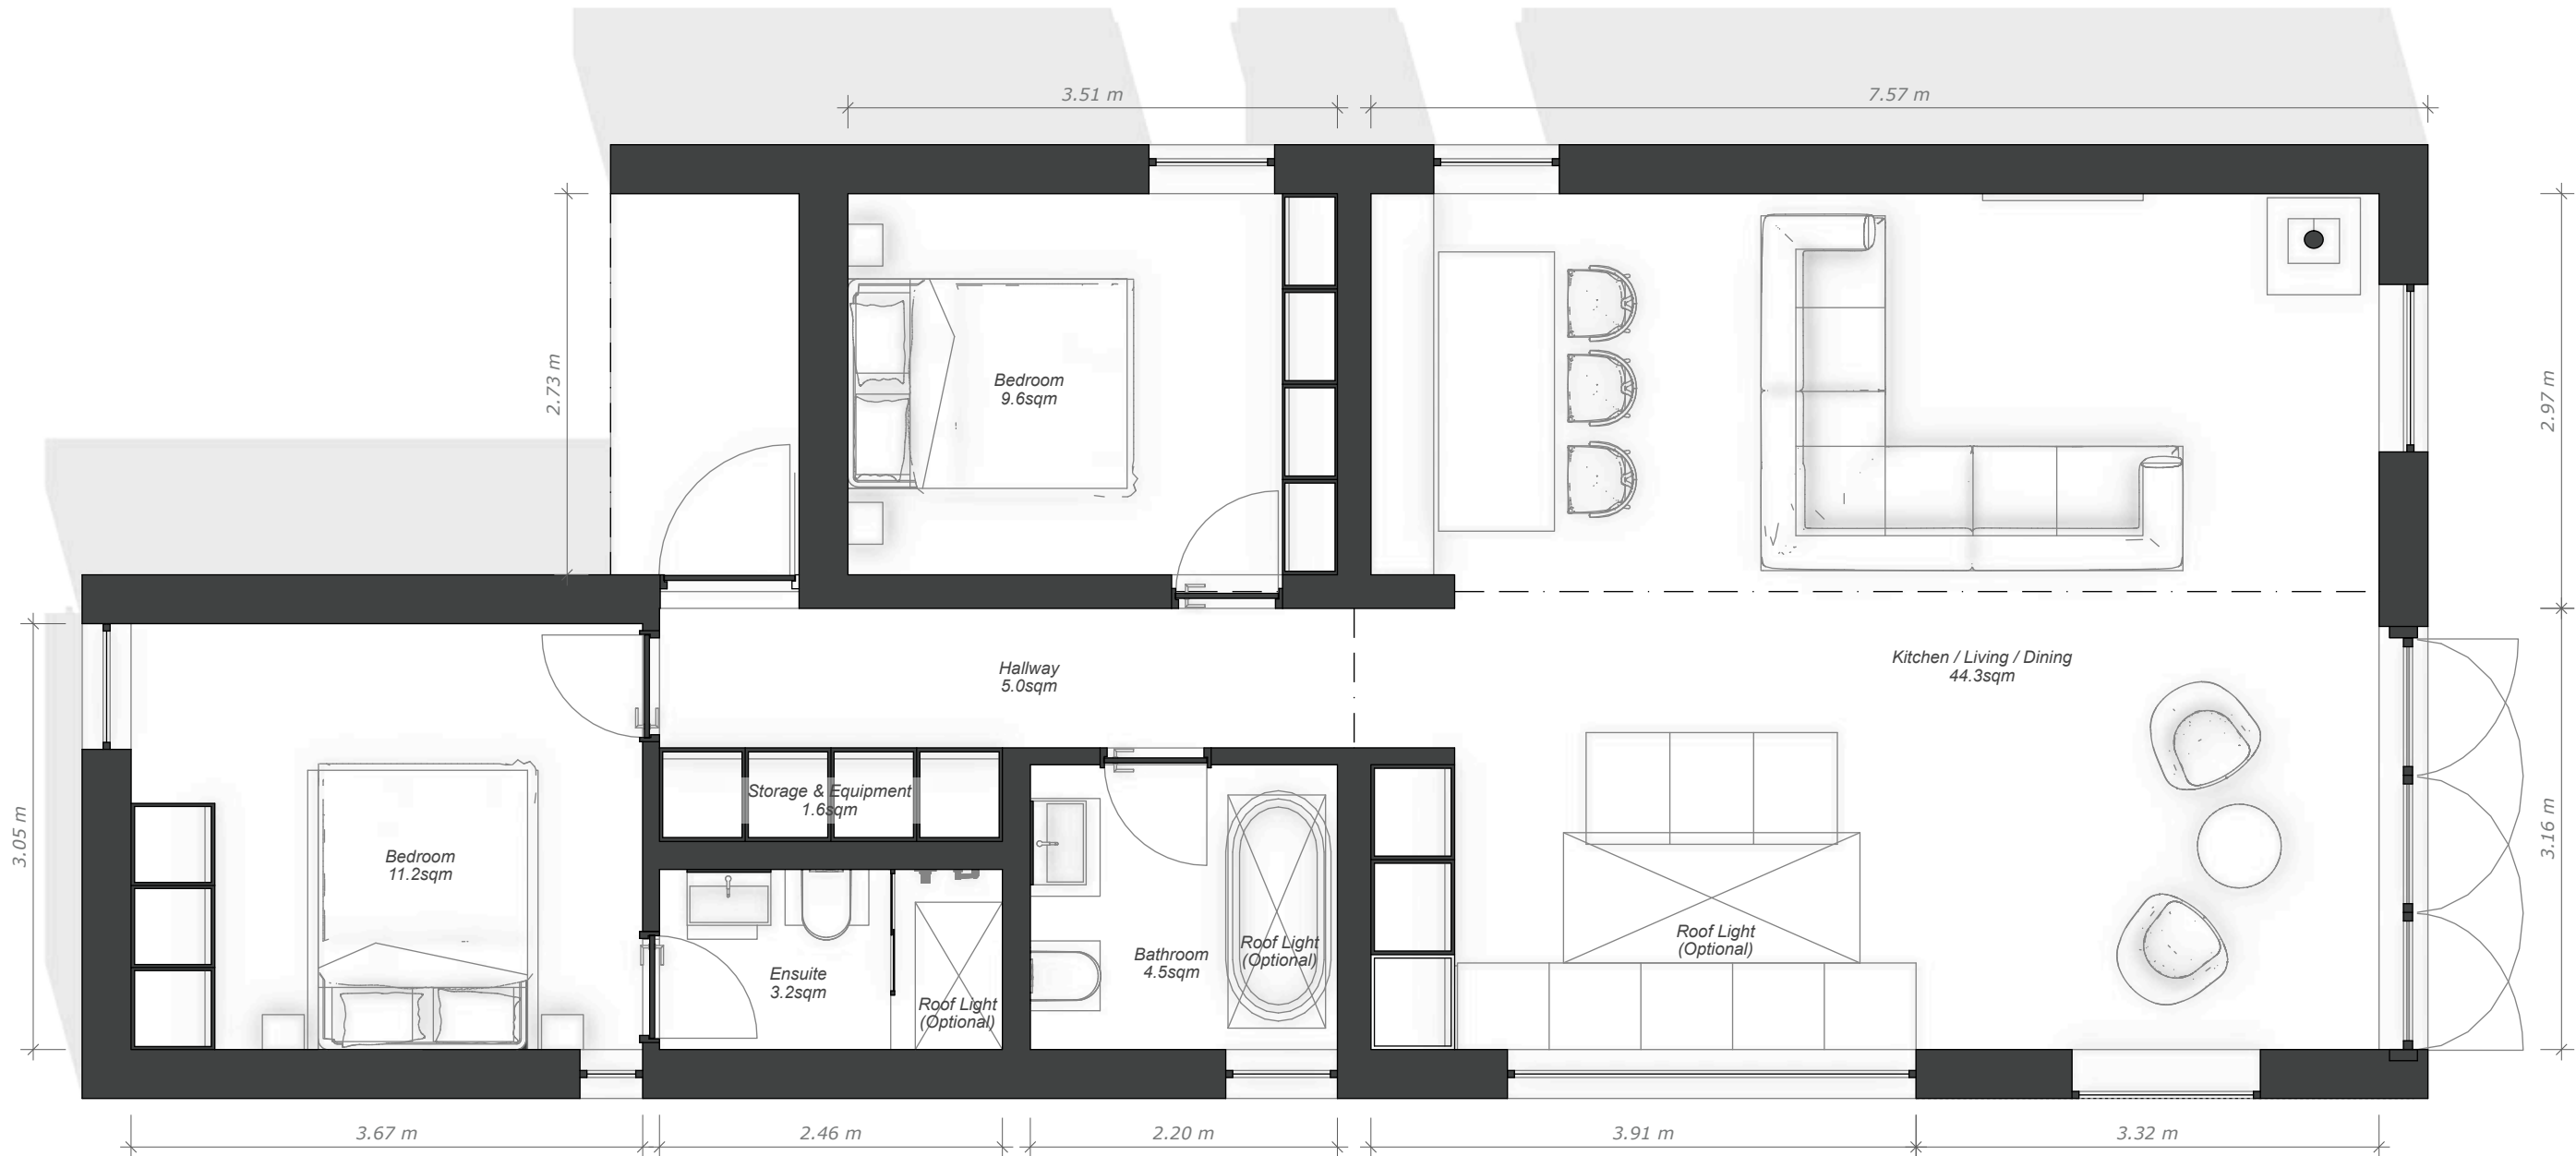 3.51 m
7.57 m
2.73 m
2.97 m
Bedroom
9.6sqm
Hallway
5.0sqm
Kitchen / Living / Dining
44.3sqm
3.05 m
3.16 m
Storage & Equipment
1.6sqm
Bedroom
11.2sqm
Ensuite
3.2sqm
Roof Light
(Optional)
Bathroom
4.5sqm
Roof Light
(Optional)
Roof Light
(Optional)
3.67 m
2.46 m
2.20 m
3.91 m
3.32 m